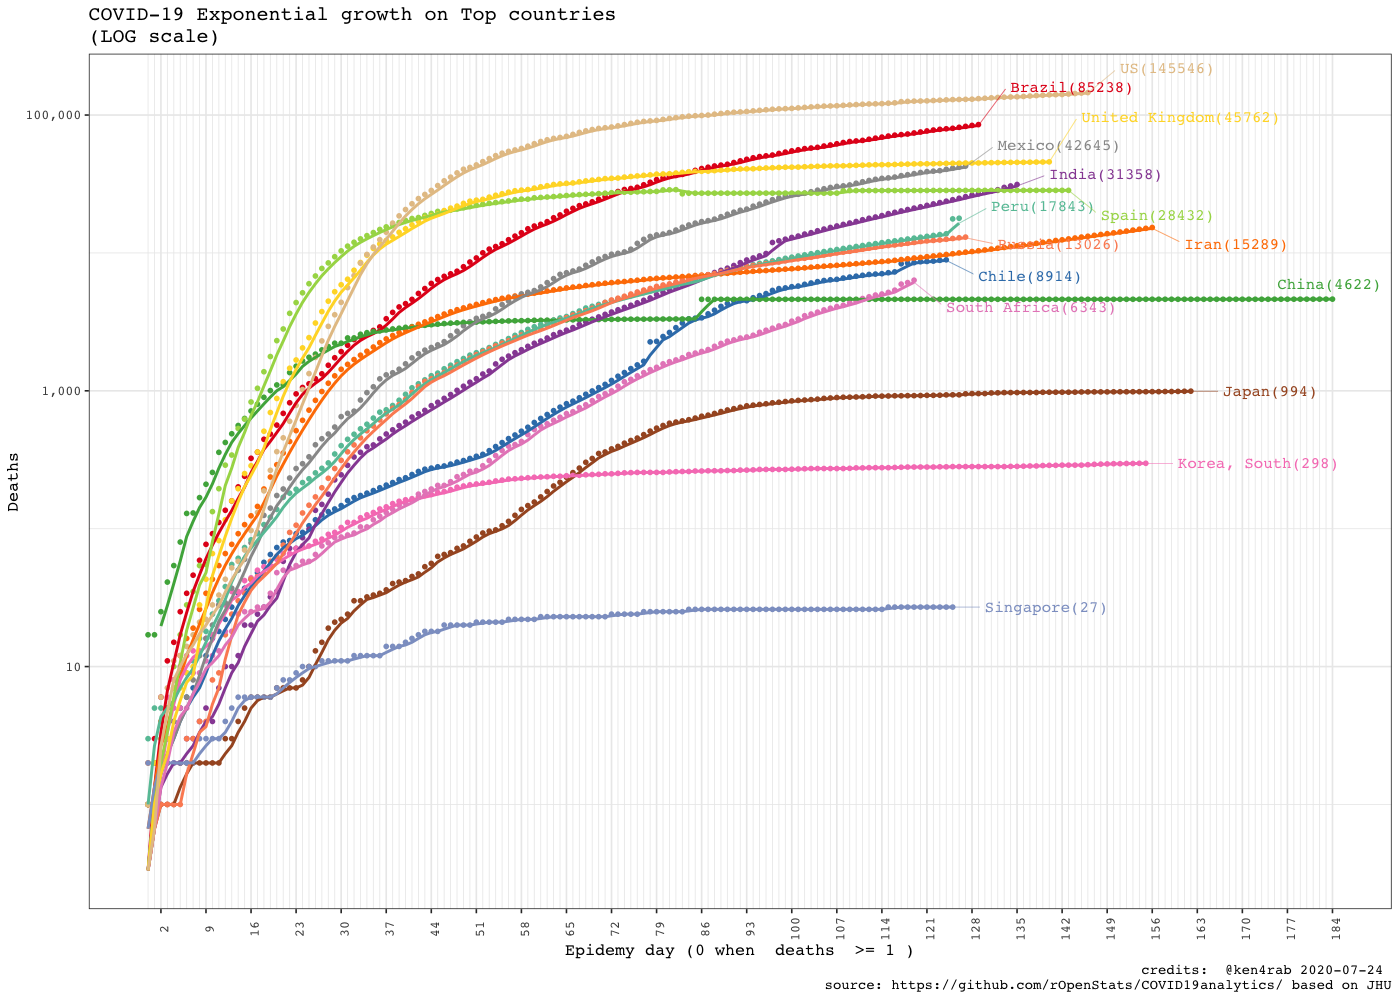 COVID-19 Exponential growth on Top countries
(LOG scale)
US(145546)
Brazil(85238)
100,000
United Kingdom(45762)
Mexico(42645)
India(31358)
Peru(17843)
Spain(28432)
Russia(13026)
Iran(15289)
Chile(8914)
China(4622)
South Africa(6343)
1,000
Japan(994)
Korea, South(298)
Deaths
Singapore(27)
10
2 9 16 23 30 37 44 51 58 65 72 79 86 93 100 107 114 121 128 135 142 149 156 163 170 177 184
Epidemy day (0 when  deaths  >= 1 )
credits:  @ken4rab 2020-07-24
source: https://github.com/rOpenStats/COVID19analytics/ based on JHU